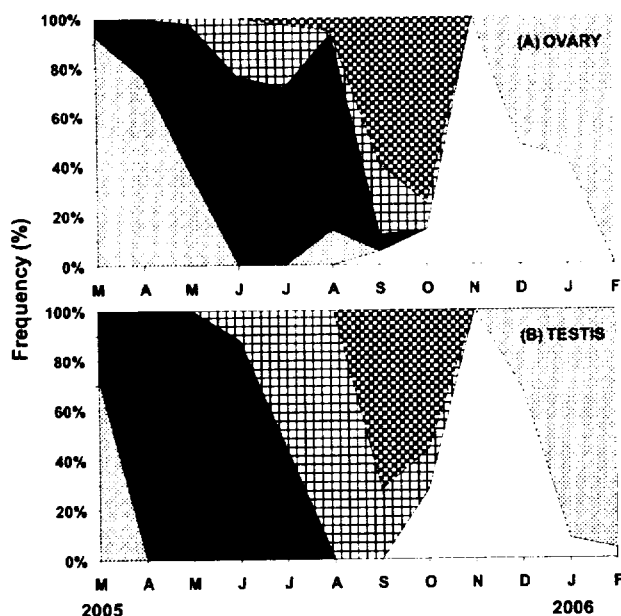 100%
(A) OVARY
80%
60%
40%
20%
0%
M A M J J A S O N D J F
Frequency (%)
100%
(B) TESTIS
80%
60%
40%
20%
0%
M A M J J A S O N D J F
2005 2006